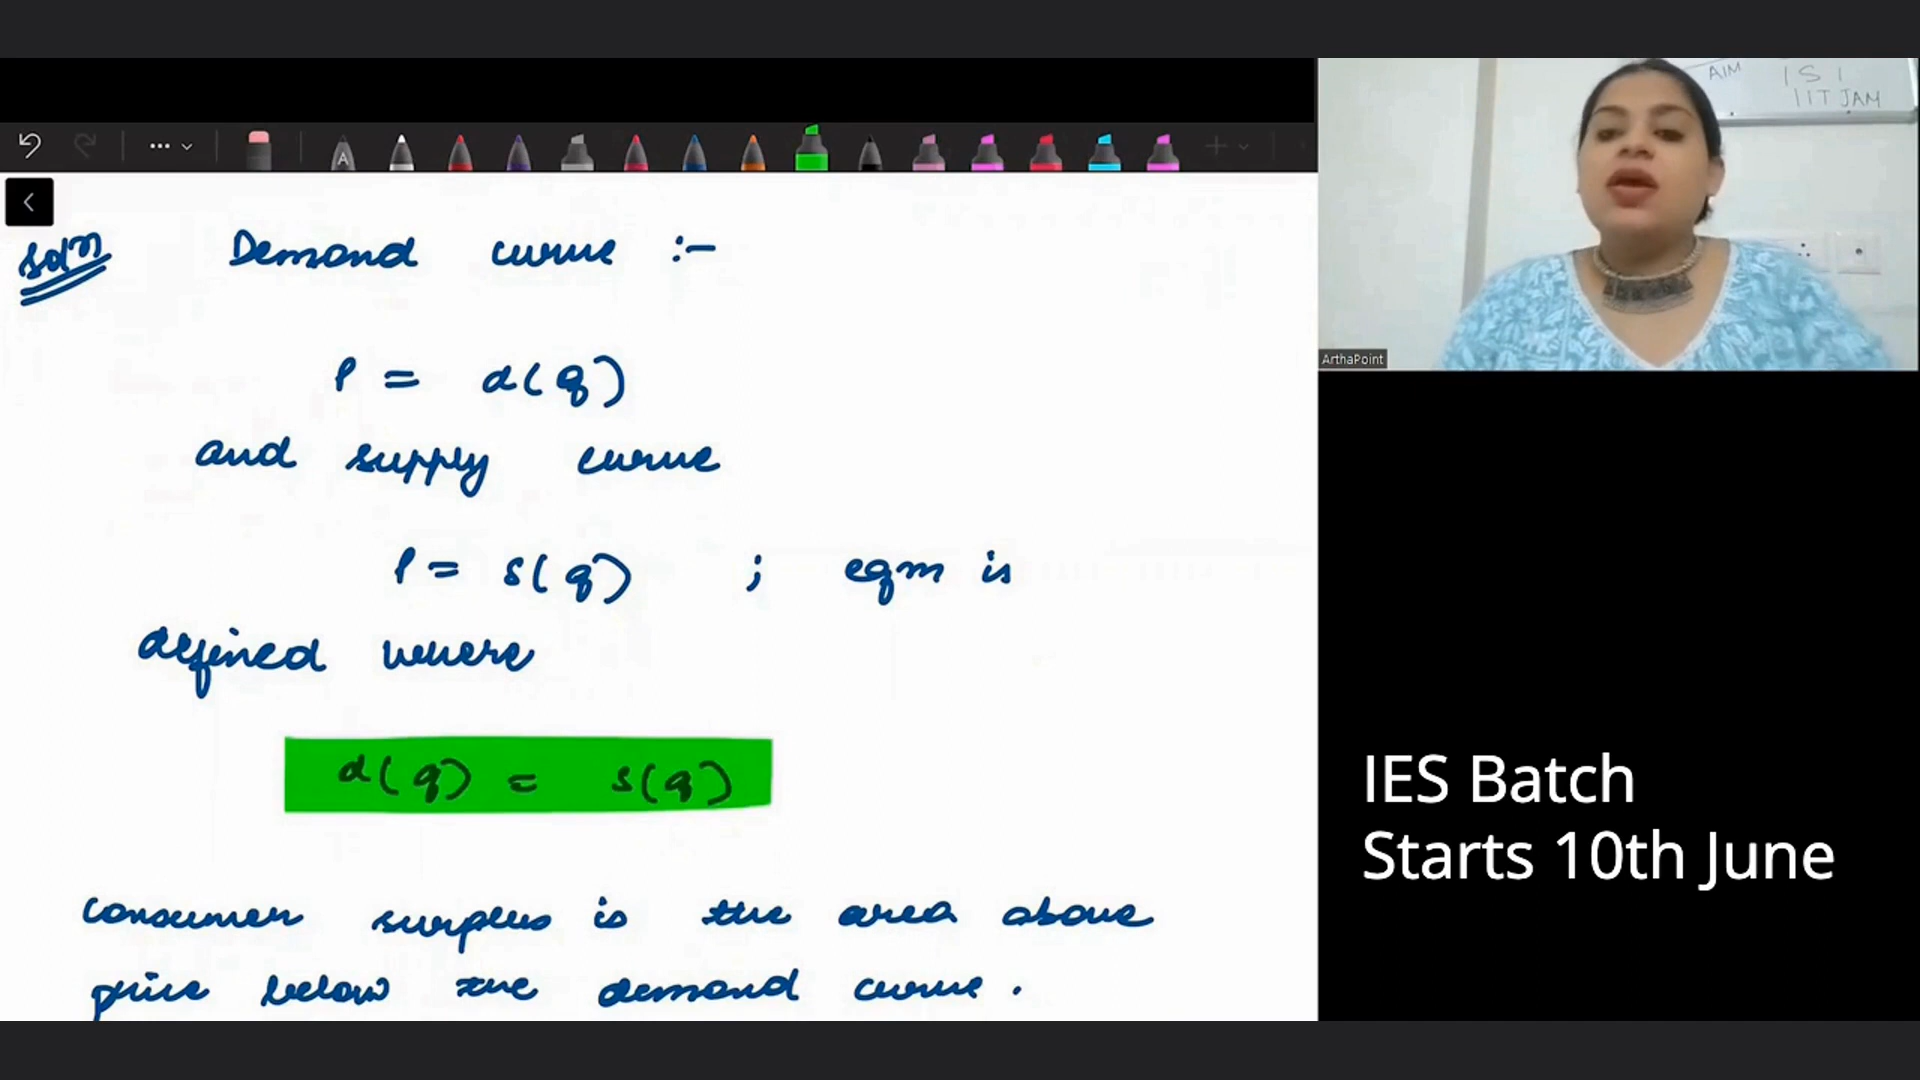 AIM
ISI
IIT JAM
A
Soln Demand curve :-
P = d(q)
and supply curve
P = s(q) ; eqm is
defined where
d(q) = s(q)
consumer surplus is the area above
price below the demand curve.
ArthaPoint
IES Batch
Starts 10th June